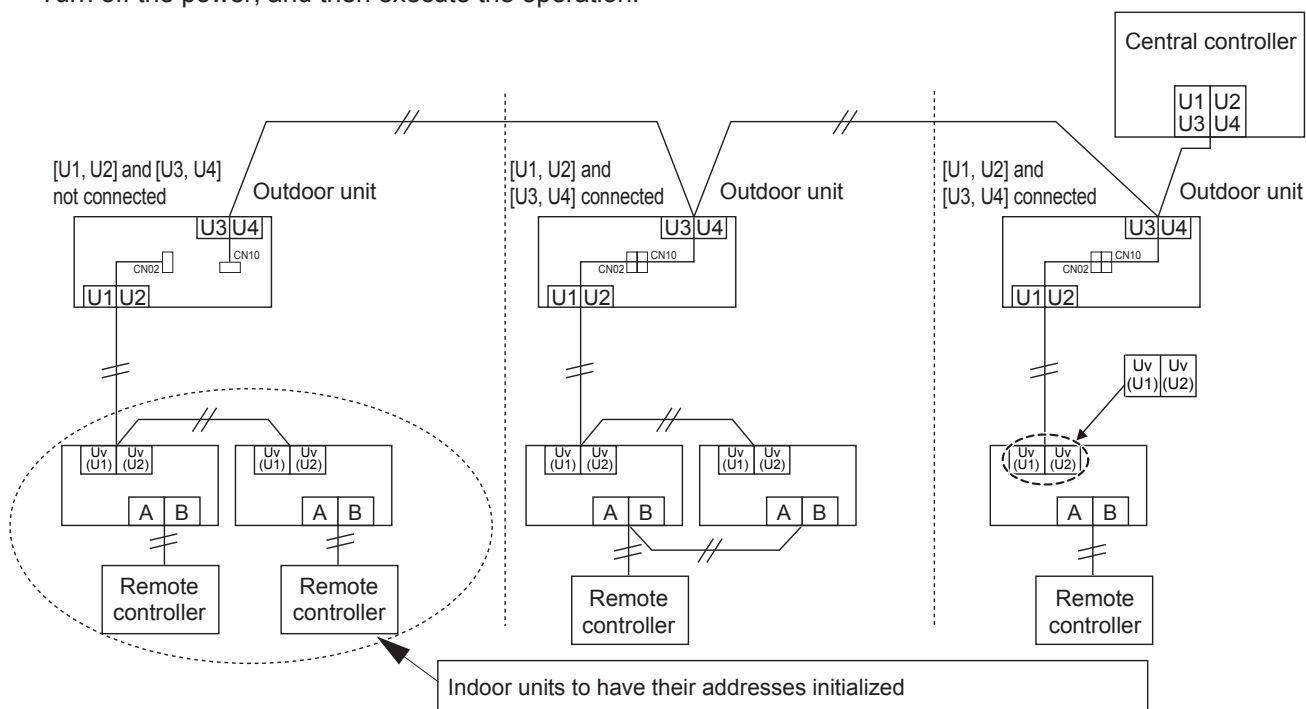 Turn off the power, and then execute the operation.
Central controller
U1 U2
U3 U4
[U1, U2] and [U3, U4]
not connected
Outdoor unit
U3 U4
CN02
CN10
U1 U2
[U1, U2] and
[U3, U4] connected
Outdoor unit
U3 U4
CN02
CN10
U1 U2
[U1, U2] and
[U3, U4] connected
Outdoor unit
U3 U4
CN02
CN10
U1 U2
Uv Uv
(U1) (U2)
Uv Uv
(U1) (U2)
A B
Uv Uv
(U1) (U2)
A B
Uv Uv
(U1) (U2)
A B
Uv Uv
(U1) (U2)
A B
Uv Uv
(U1) (U2)
A B
Remote
controller
Remote
controller
Remote
controller
Remote
controller
Indoor units to have their addresses initialized